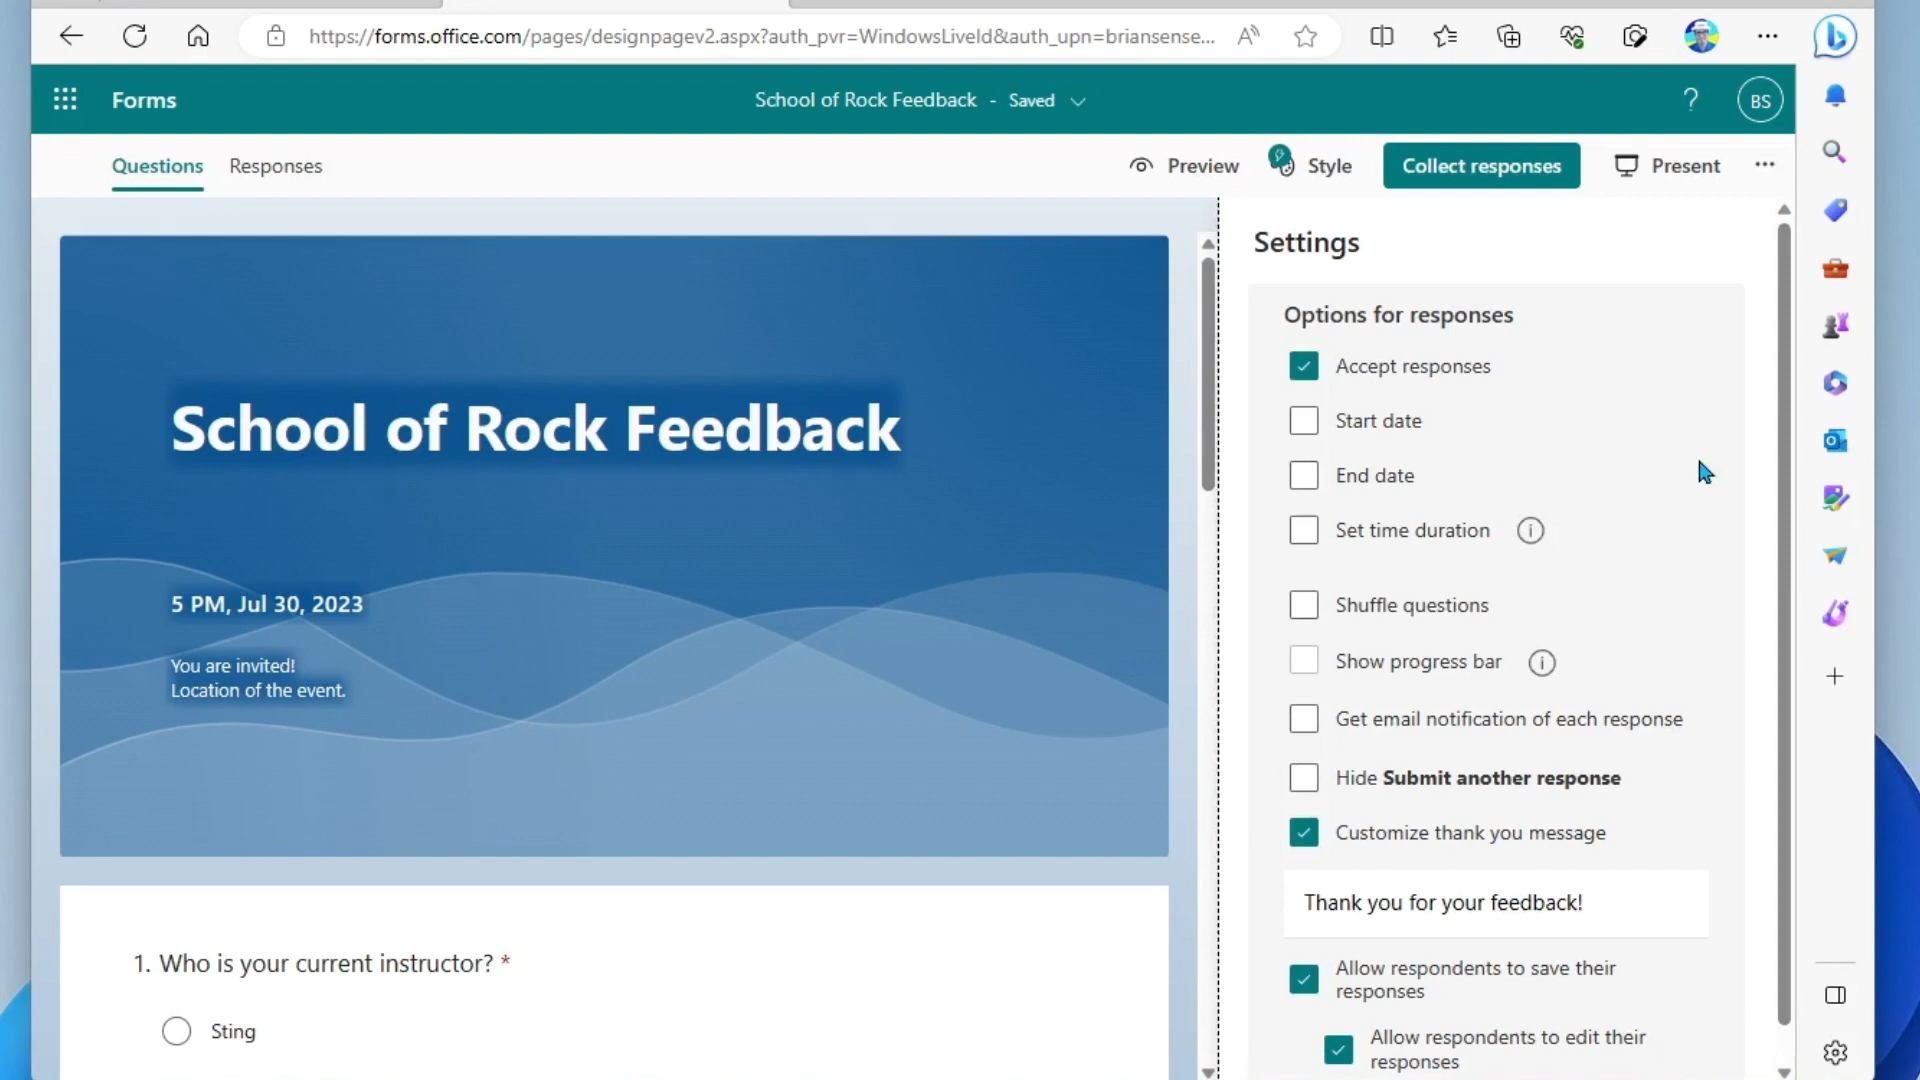 https://forms.office.com/pages/designpagev2.aspx?auth_pvr=WindowsLiveId&auth_upn=briansense...
Forms
School of Rock Feedback - Saved
?
BS
Questions
Responses
Preview
Style
Collect responses
Present
School of Rock Feedback
5 PM, Jul 30, 2023
You are invited!
Location of the event.
1. Who is your current instructor? *
Sting
Settings
Options for responses
Accept responses
Start date
End date
Set time duration
Shuffle questions
Show progress bar
Get email notification of each response
Hide Submit another response
Customize thank you message
Thank you for your feedback!
Allow respondents to save their
responses
Allow respondents to edit their
responses